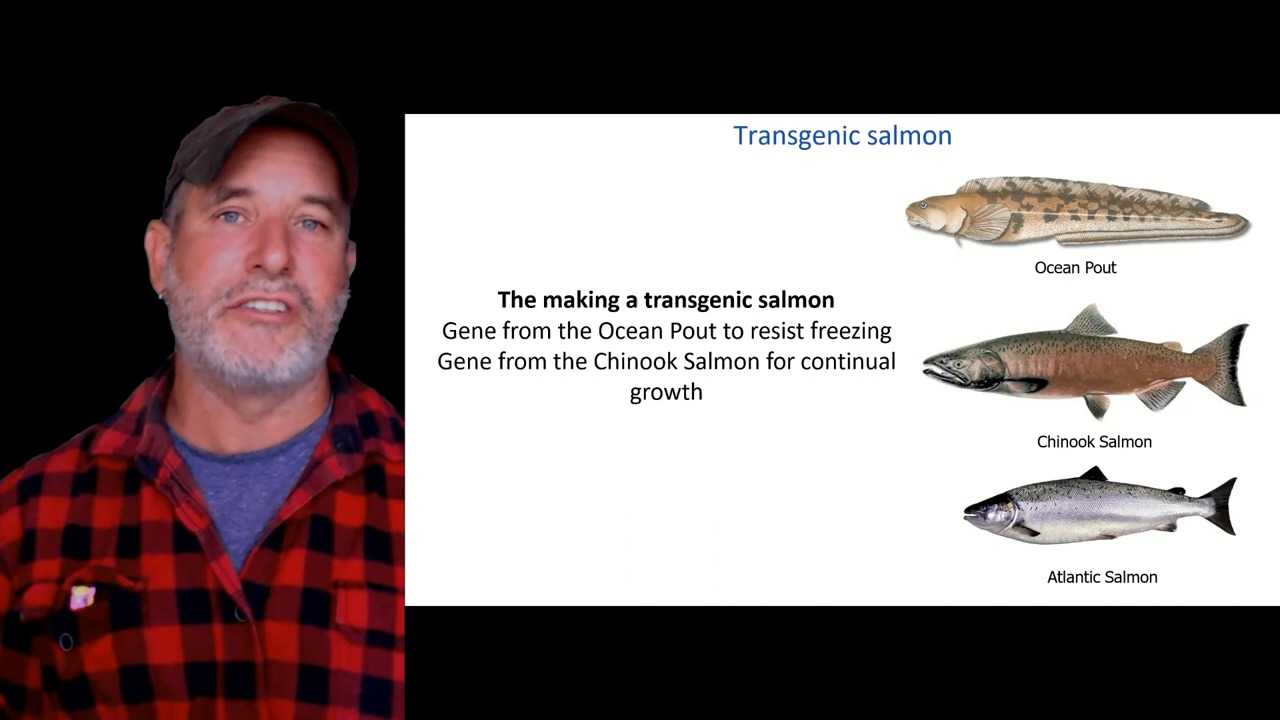 Transgenic salmon
Ocean Pout
The making a transgenic salmon
Gene from the Ocean Pout to resist freezing
Gene from the Chinook Salmon for continual
growth
Chinook Salmon
Atlantic Salmon